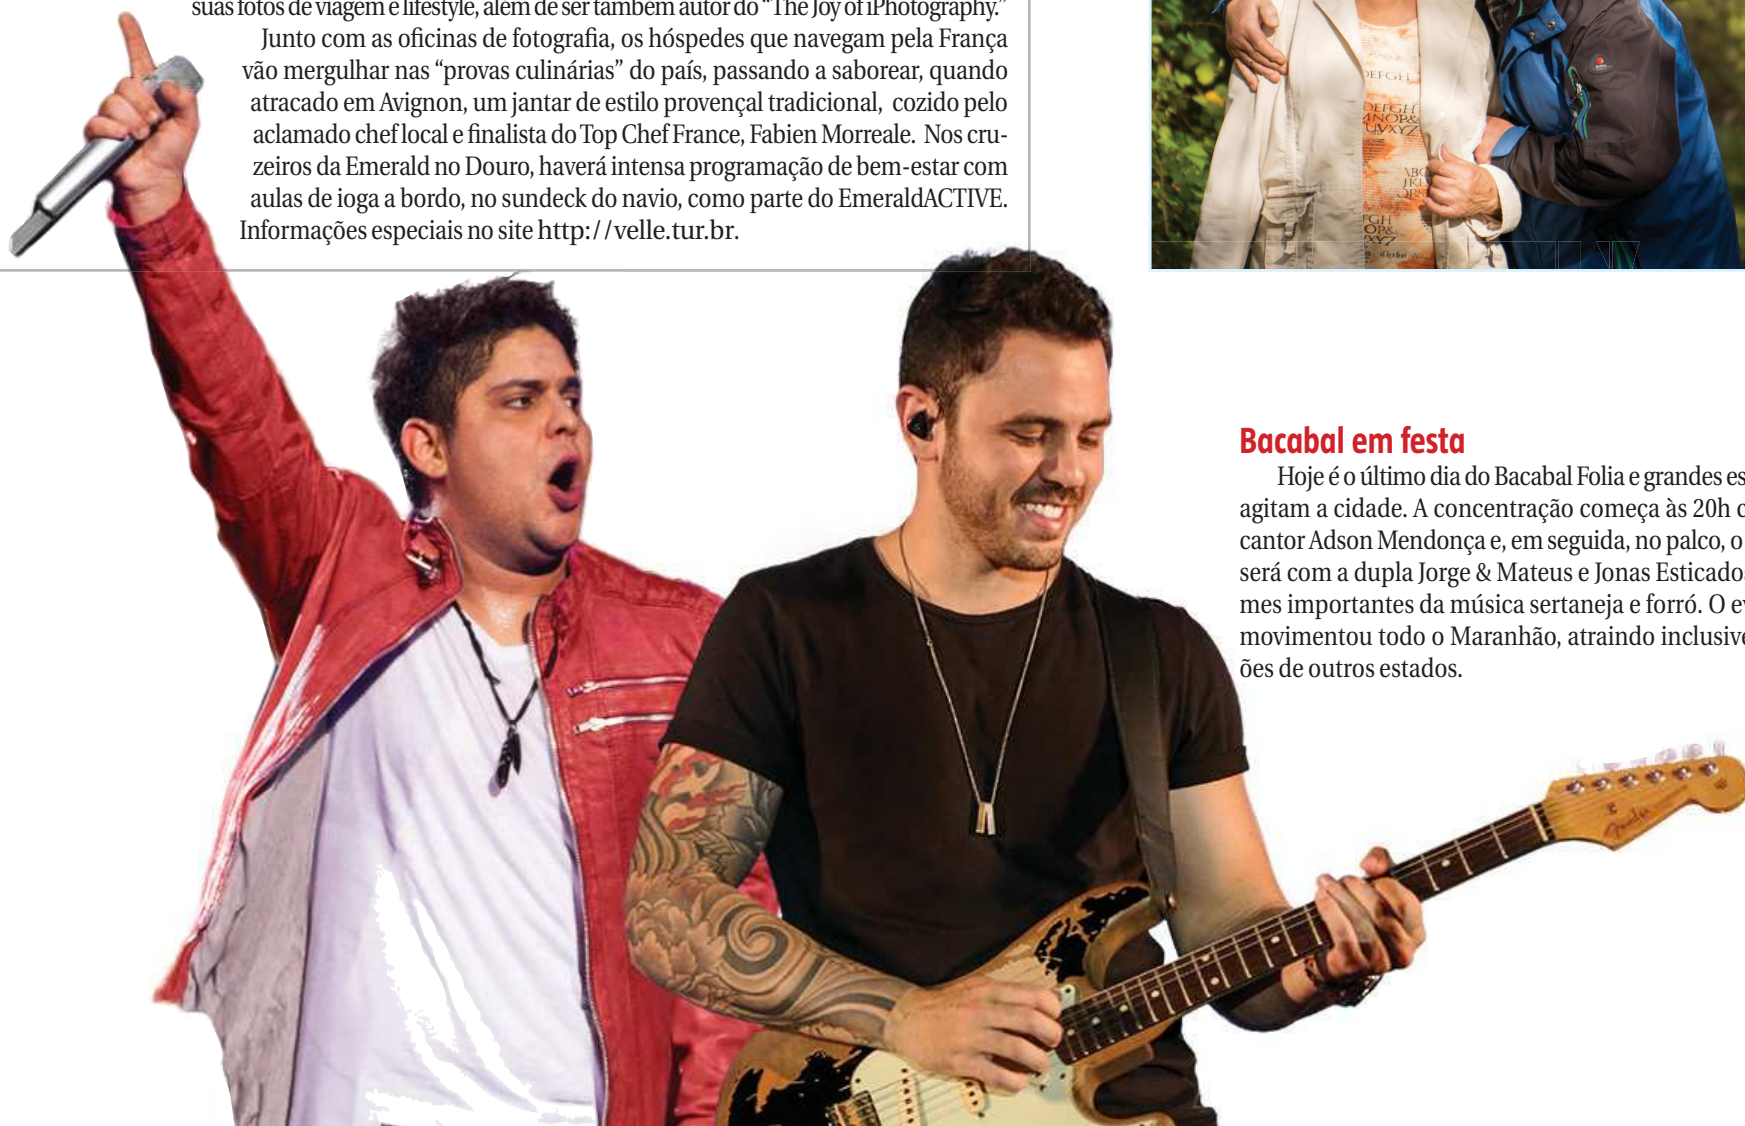 suas fotos de viagem e lifestyle, além de ser também autor do “The Joy of iPhotography.”
Junto com as oficinas de fotografia, os hóspedes que navegam pela França
vão mergulhar nas “provas culinárias” do país, passando a saborear, quando
atracado em Avignon, um jantar de estilo provençal tradicional, cozido pelo
aclamado chef local e finalista do Top Chef France, Fabien Morreale. Nos cru-
zeiros da Emerald no Douro, haverá intensa programação de bem-estar com
aulas de ioga a bordo, no sundeck do navio, como parte do EmeraldACTIVE.
Informações especiais no site http://velle.tur.br.
Bacabal em festa
Hoje é o último dia do Bacabal Folia e grandes es
agitam a cidade. A concentração começa às 20h c
cantor Adson Mendonça e, em seguida, no palco, o
será com a dupla Jorge & Mateus e Jonas Esticado
mes importantes da música sertaneja e forró. O e
movimentou todo o Maranhão, atraindo inclusive
ões de outros estados.
Fender